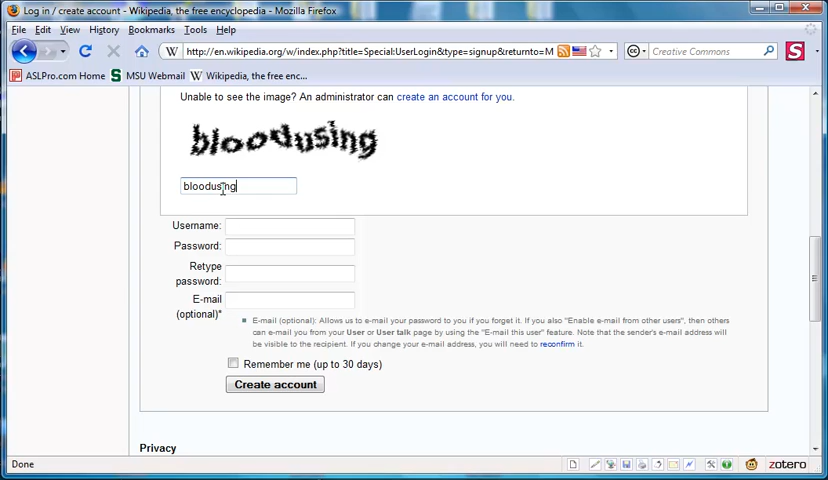 Log in / create account - Wikipedia, the free encyclopedia - Mozilla Firefox
File Edit View History Bookmarks Tools Help
W http://en.wikipedia.org/w/index.php?title=Special:UserLogin&type=signup&returnto=M Creative Commons S
ASLPro.com Home S MSU Webmail W Wikipedia, the free enc...
Unable to see the image? An administrator can create an account for you.
bloodusing
bloodusing
Username:
Password:
Retype
password:
E-mail
(optional)*
E-mail (optional): Allows us to e-mail your password to you if you forget it. If you also "Enable e-mail from other users", then others
can e-mail you from your User or User talk page by using the "E-mail this user" feature. Note that the sender's e-mail address will
be visible to the recipient. If you change your e-mail address, you will need to reconfirm it.
Remember me (up to 30 days)
Create account
Privacy
Done zotero